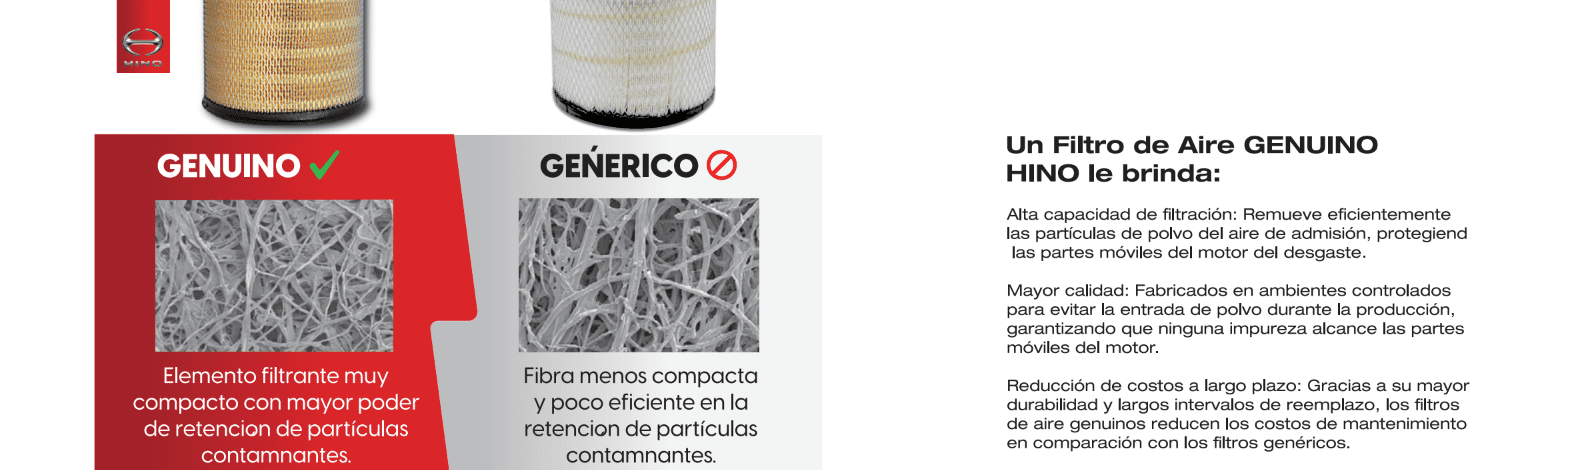 HINO
GENUINO
Elemento filtrante muy
compacto con mayor poder
de retencion de partículas
contamnantes.
GEŃERICO
Fibra menos compacta
y poco eficiente en la
retencion de partículas
contamnantes.
Un Filtro de Aire GENUINO
HINO le brinda:
Alta capacidad de filtración: Remueve eficientemente
las partículas de polvo del aire de admisión, protegiend
las partes móviles del motor del desgaste.
Mayor calidad: Fabricados en ambientes controlados
para evitar la entrada de polvo durante la producción,
garantizando que ninguna impureza alcance las partes
móviles del motor.
Reducción de costos a largo plazo: Gracias a su mayor
durabilidad y largos intervalos de reemplazo, los filtros
de aire genuinos reducen los costos de mantenimiento
en comparación con los filtros genéricos.